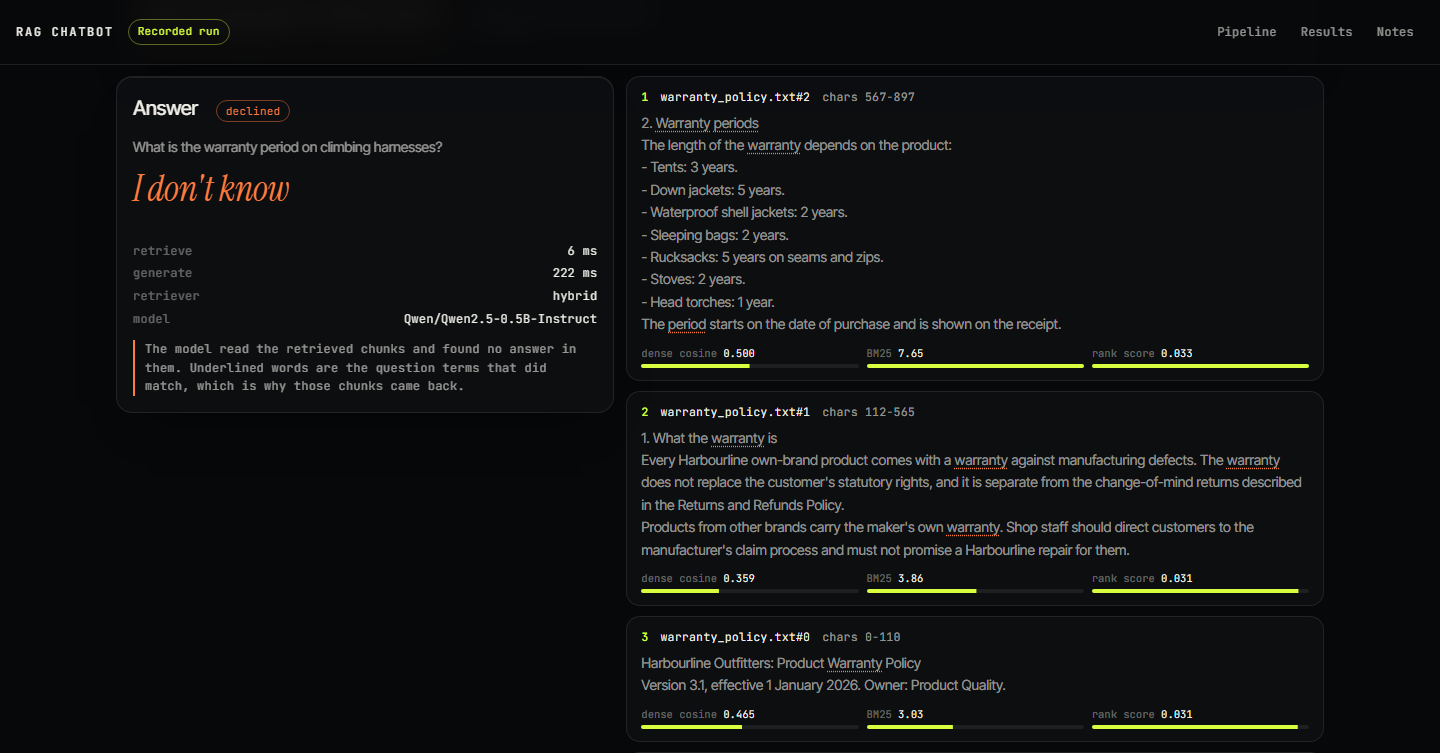 RAG CHATBOT
Recorded run
Pipeline
Results
Notes
Answer
declined
What is the warranty period on climbing harnesses?
I don't know
retrieve 6 ms
generate 222 ms
retriever hybrid
model Qwen/Qwen2.5-0.5B-Instruct
The model read the retrieved chunks and found no answer in
them. Underlined words are the question terms that did
match, which is why those chunks came back.
1 warranty_policy.txt#2 chars 567-897
2. Warranty periods
The length of the warranty depends on the product:
- Tents: 3 years.
- Down jackets: 5 years.
- Waterproof shell jackets: 2 years.
- Sleeping bags: 2 years.
- Rucksacks: 5 years on seams and zips.
- Stoves: 2 years.
- Head torches: 1 year.
The period starts on the date of purchase and is shown on the receipt.
dense cosine 0.500 BM25 7.65 rank score 0.033
2 warranty_policy.txt#1 chars 112-565
1. What the warranty is
Every Harbourline own-brand product comes with a warranty against manufacturing defects. The warranty
does not replace the customer's statutory rights, and it is separate from the change-of-mind returns described
in the Returns and Refunds Policy.
Products from other brands carry the maker's own warranty. Shop staff should direct customers to the
manufacturer's claim process and must not promise a Harbourline repair for them.
dense cosine 0.359 BM25 3.86 rank score 0.031
3 warranty_policy.txt#0 chars 0-110
Harbourline Outfitters: Product Warranty Policy
Version 3.1, effective 1 January 2026. Owner: Product Quality.
dense cosine 0.465 BM25 3.03 rank score 0.031